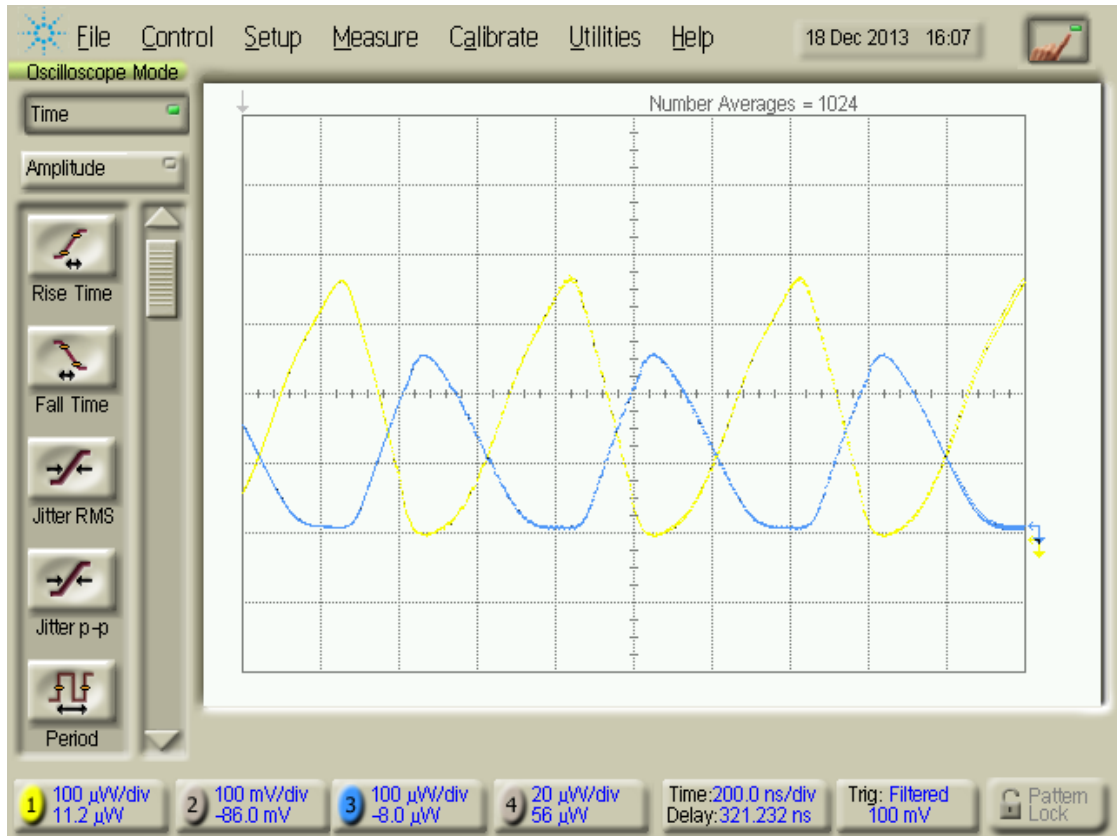 File Control Setup Measure Calibrate Utilities Help 18 Dec 2013 16:07
Oscilloscope Mode
Time
Amplitude
Number Averages = 1024
Rise Time
Fall Time
Jitter RMS
Jitter p-p
Period
1 100 µW/div
11.2 µW
2 100 mV/div
-86.0 mV
3 100 µW/div
-8.0 µW
4 20 µW/div
56 µW
Time:200.0 ns/div
Delay:321.232 ns
Trig: Filtered
100 mV
Pattern
Lock